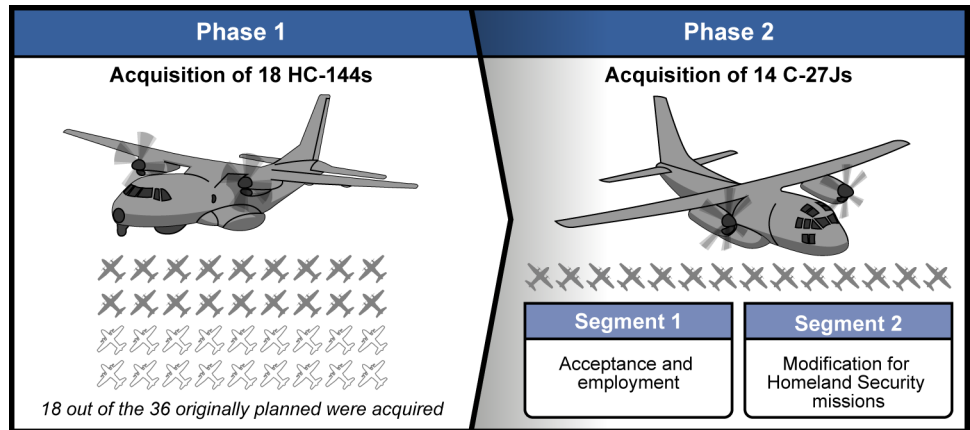 Phase 1
Acquisition of 18 HC-144s
18 out of the 36 originally planned were acquired
Phase 2
Acquisition of 14 C-27Js
Segment 1
Acceptance and
employment
Segment 2
Modification for
Homeland Security
missions